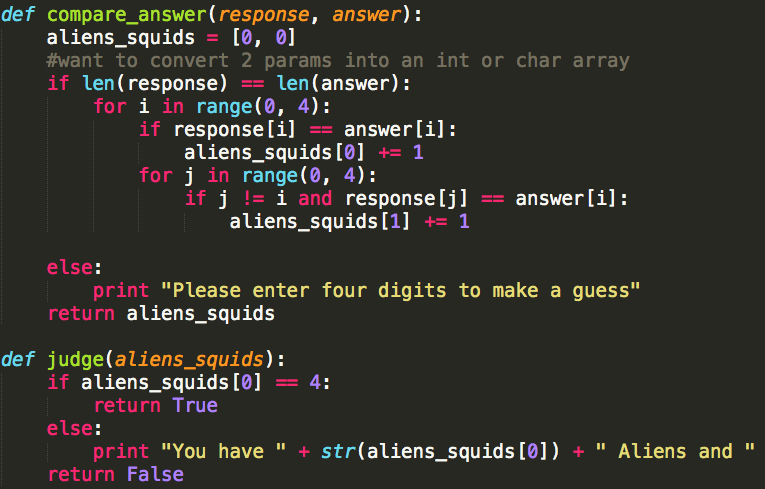 def compare_answer(response, answer):
    aliens_squids = [0, 0]
    #want to convert 2 params into an int or char array
    if len(response) == len(answer):
        for i in range(0, 4):
            if response[i] == answer[i]:
                aliens_squids[0] += 1
            for j in range(0, 4):
                if j != i and response[j] == answer[i]:
                    aliens_squids[1] += 1
    else:
        print "Please enter four digits to make a guess"
    return aliens_squids
def judge(aliens_squids):
    if aliens_squids[0] == 4:
        return True
    else:
        print "You have " + str(aliens_squids[0]) + " Aliens and "
    return False